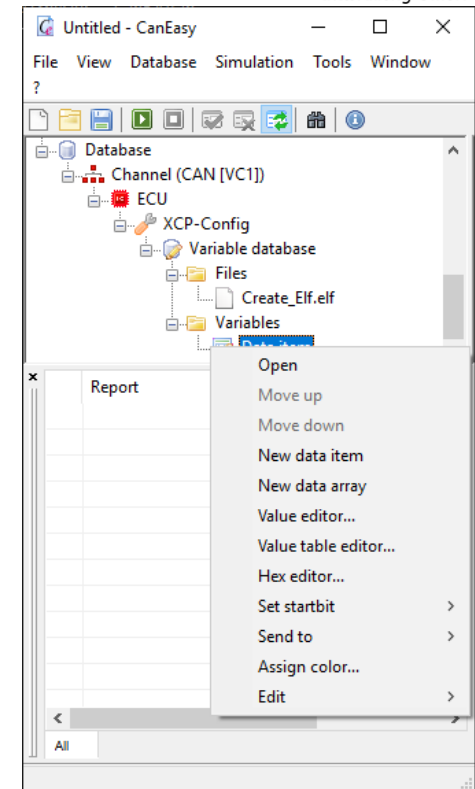 Untitled - CanEasy
File View Database Simulation Tools Window
?
Database
Channel (CAN [VC1])
ECU
XCP-Config
Variable database
Files
Create_Elf.elf
Variables
Data item
Open
Report
Move up
Move down
New data item
New data array
Value editor...
Value table editor...
Hex editor...
Set startbit
Send to
Assign color...
Edit
All